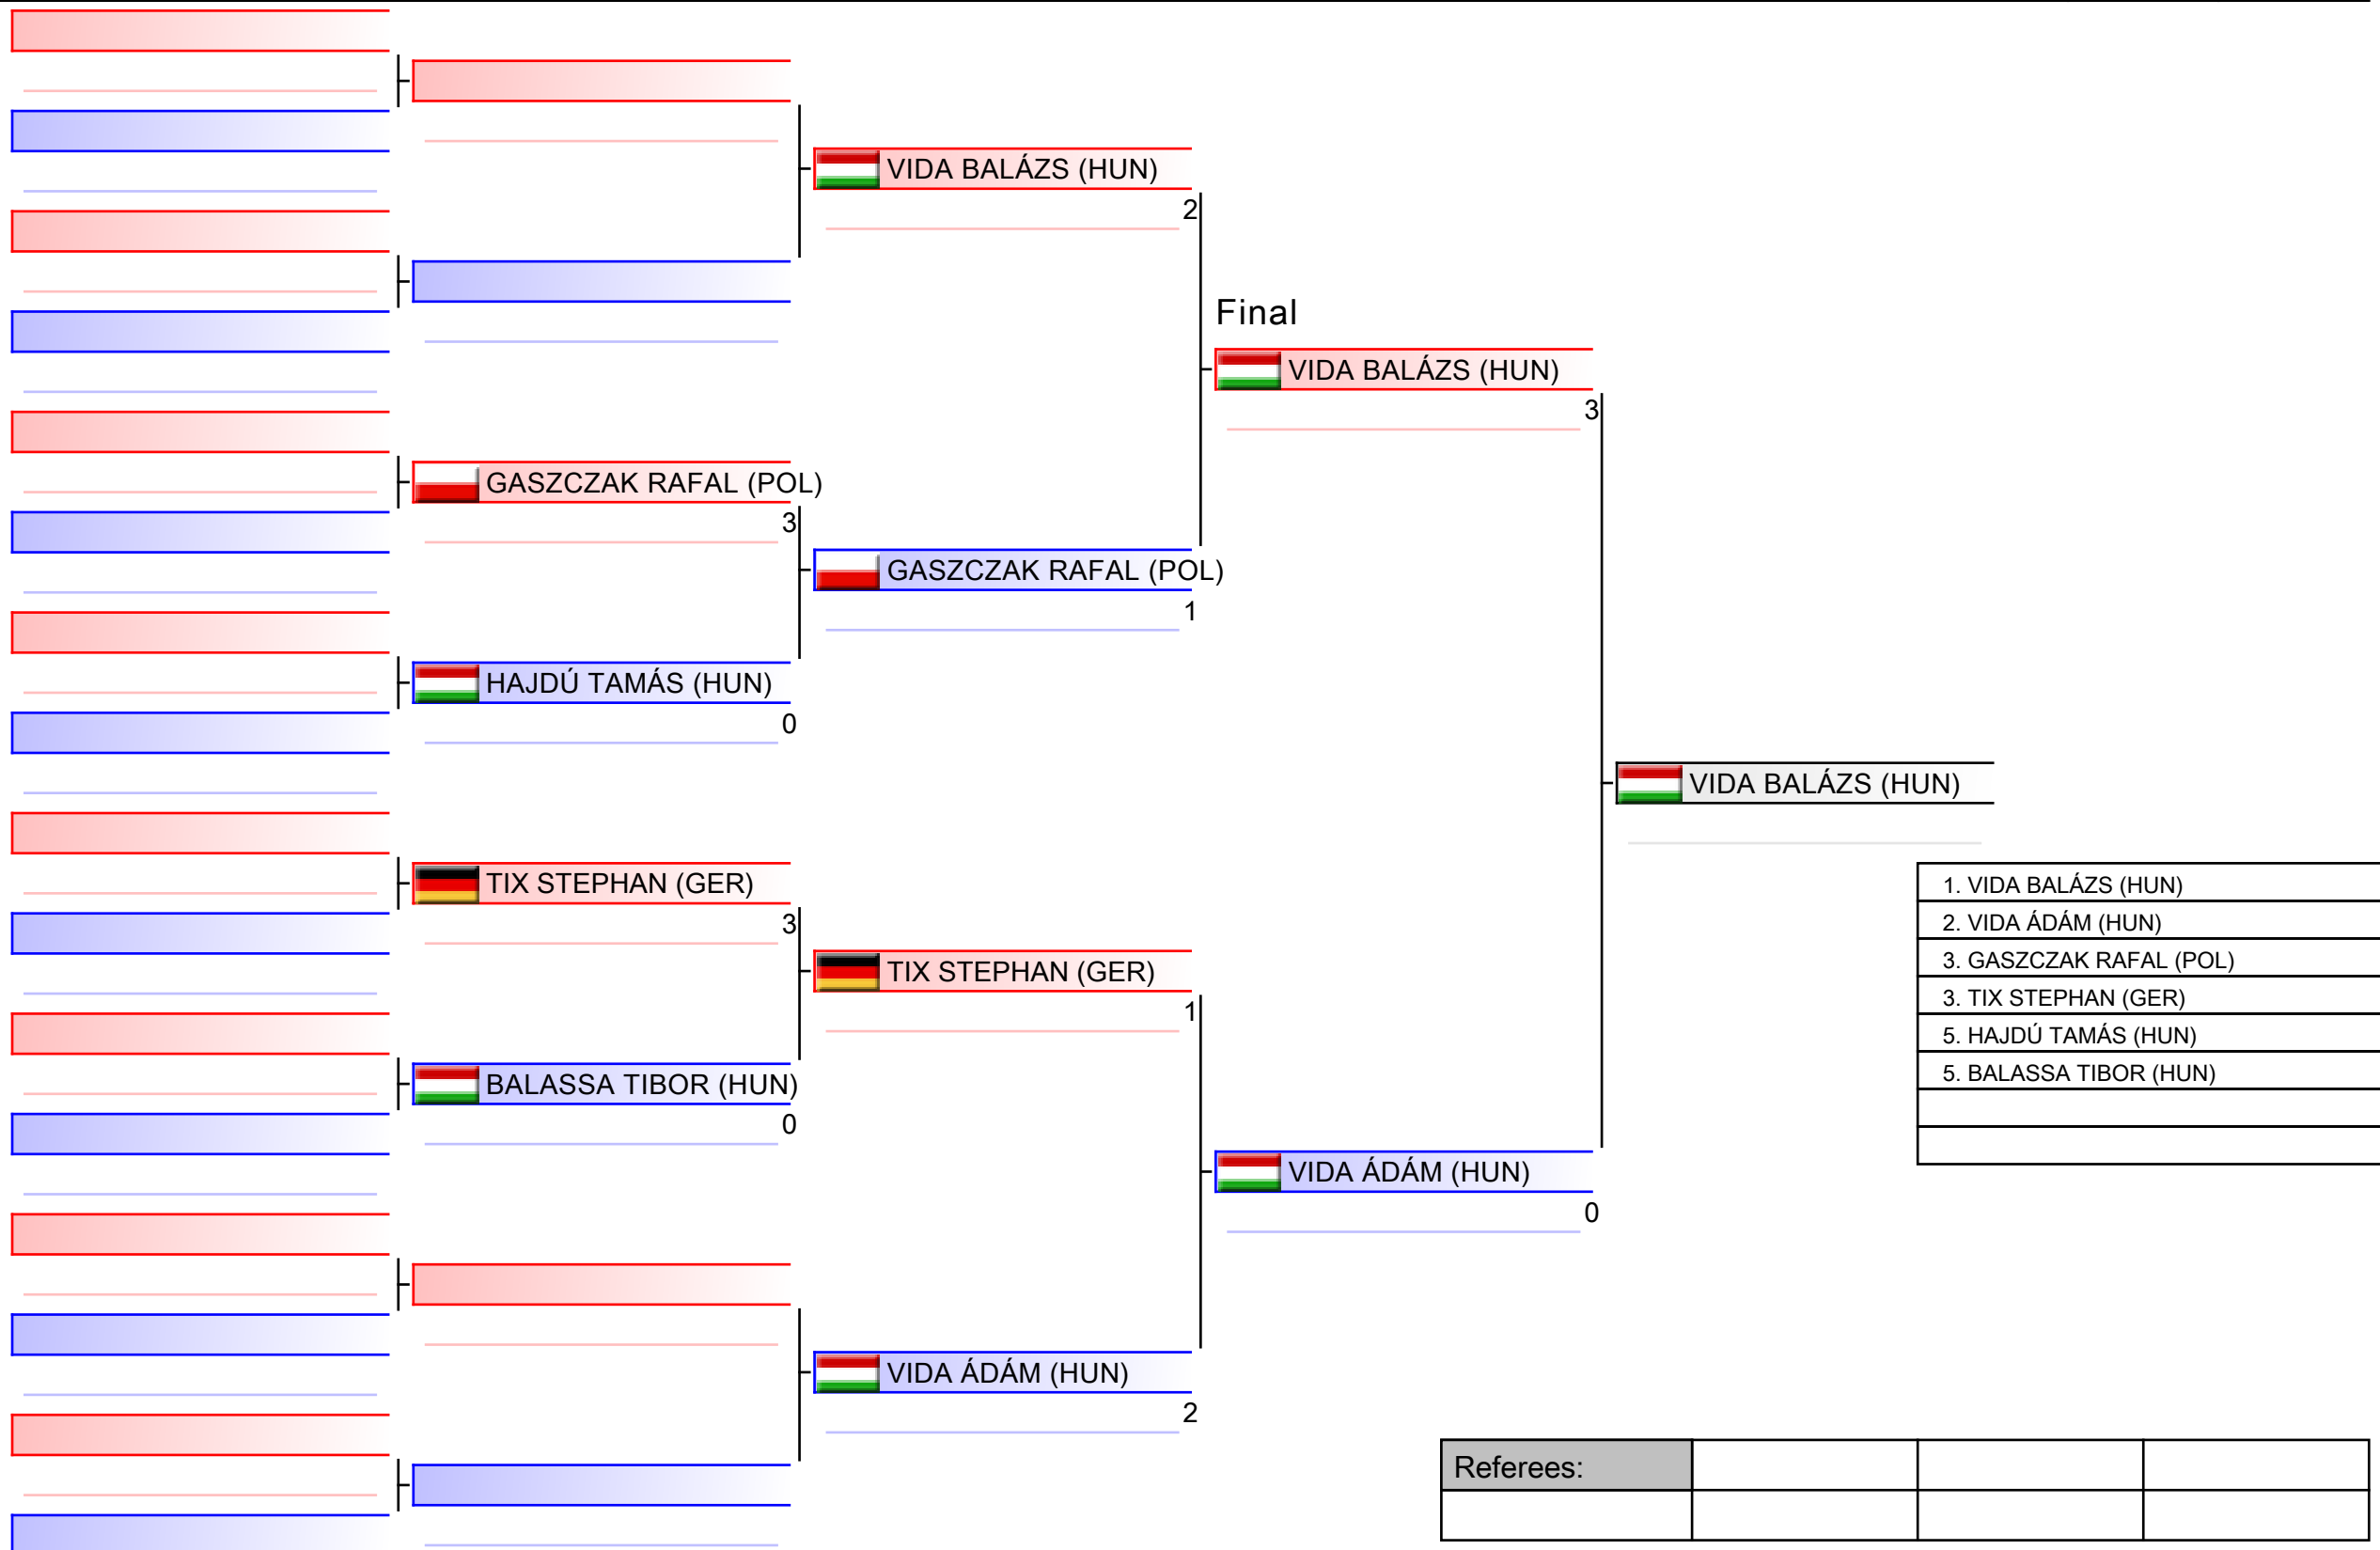 VIDA BALÁZS (HUN)
2
Final
VIDA BALÁZS (HUN)
3
GASZCZAK RAFAL (POL)
3
GASZCZAK RAFAL (POL)
1
HAJDÚ TAMÁS (HUN)
0
VIDA BALÁZS (HUN)
TIX STEPHAN (GER)
3
TIX STEPHAN (GER)
1
BALASSA TIBOR (HUN)
0
VIDA ÁDÁM (HUN)
0
VIDA ÁDÁM (HUN)
2
1. VIDA BALÁZS (HUN)
2. VIDA ÁDÁM (HUN)
3. GASZCZAK RAFAL (POL)
3. TIX STEPHAN (GER)
5. HAJDÚ TAMÁS (HUN)
5. BALASSA TIBOR (HUN)
Referees: